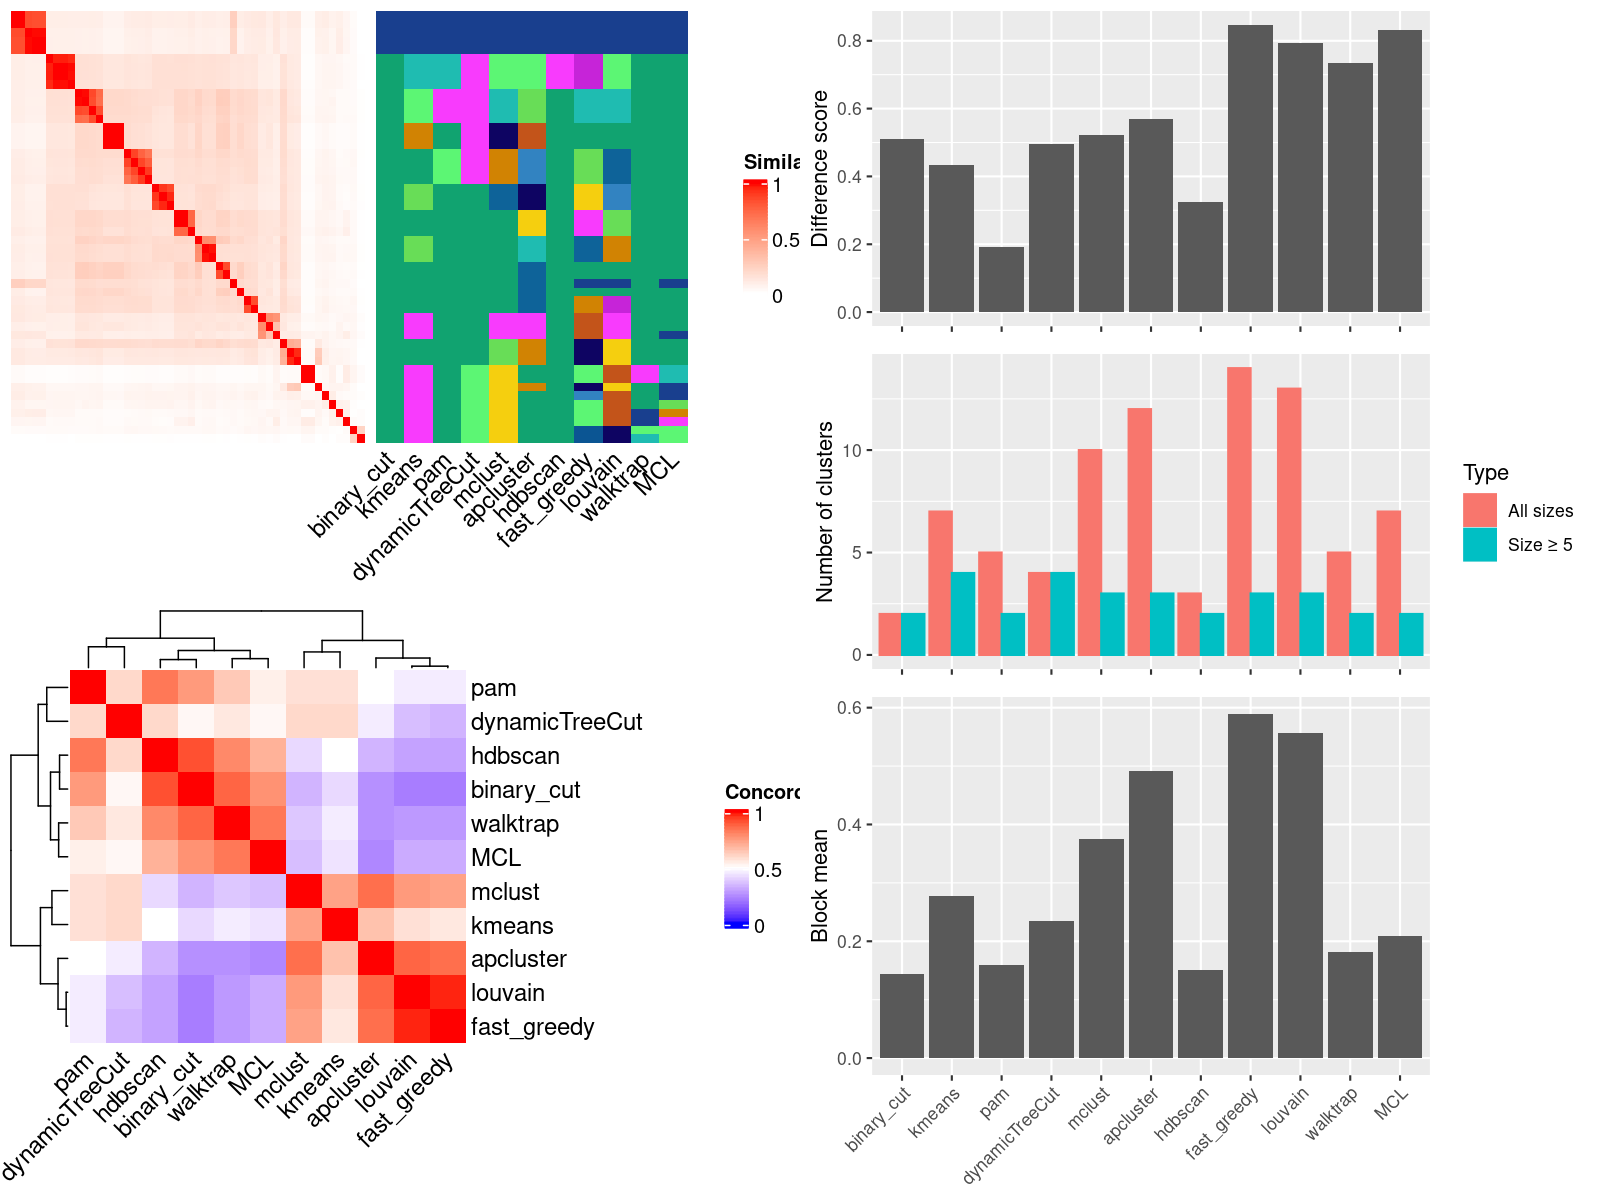 Simila
1
0.5
0
binary_cut
kmeans
pam
dynamicTreeCut
mclust
apcluster
hdbscan
fast_greedy
louvain
walktrap
MCL
pam
dynamicTreeCut
hdbscan
binary_cut
walktrap
MCL
mclust
kmeans
apcluster
louvain
fast_greedy
pam
dynamicTreeCut
hdbscan
binary_cut
walktrap
MCL
mclust
kmeans
apcluster
louvain
fast_greedy
Concord
1
0.5
0
Difference score
0.8
0.6
0.4
0.2
0.0
Number of clusters
10
5
0
Type
All sizes
Size ≥ 5
Block mean
0.6
0.4
0.2
0.0
binary_cut
kmeans
pam
dynamicTreeCut
mclust
apcluster
hdbscan
fast_greedy
louvain
walktrap
MCL